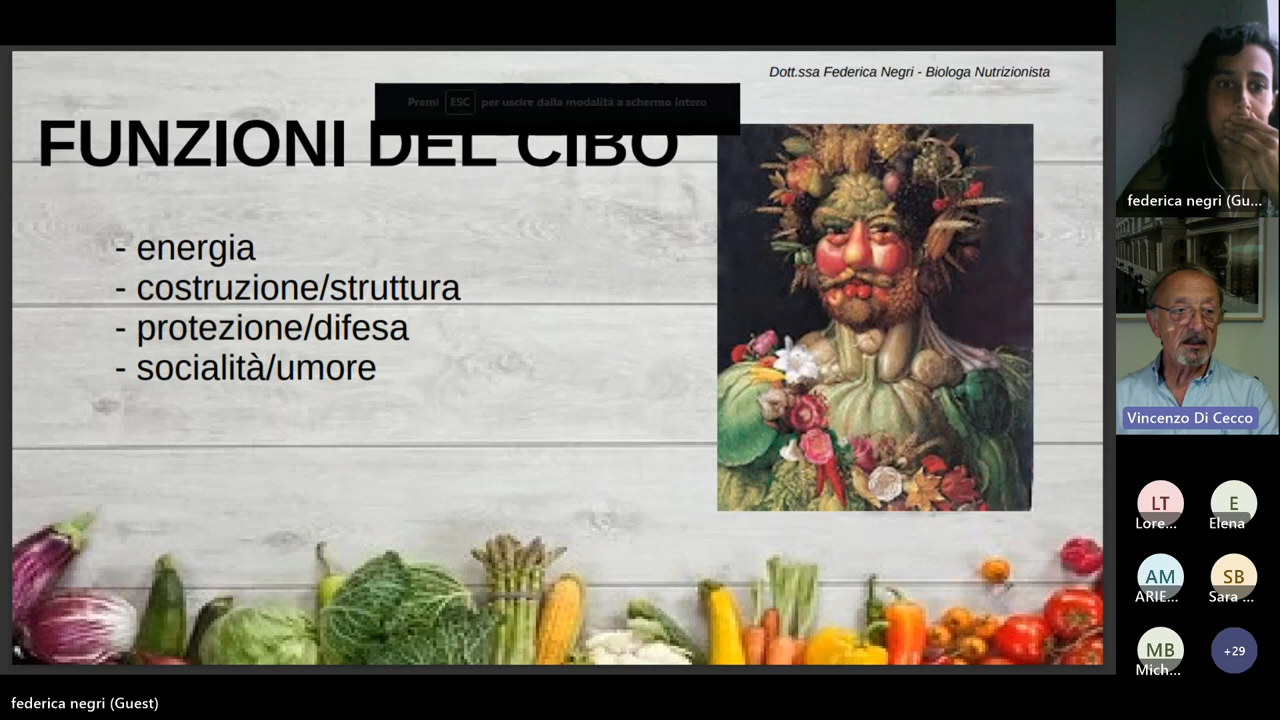 Dott.ssa Federica Negri - Biologa Nutrizionista
Premi ESC per uscire dalla modalità a schermo intero
FUNZIONI DEL CIBO
- energia
- costruzione/struttura
- protezione/difesa
- socialità/umore
federica negri (Gu...
Vincenzo Di Cecco
LT
E
Lore...
Elena
AM
SB
ARIE...
Sara ...
MB
+29
Mich...
federica negri (Guest)